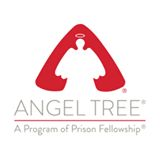 ANGEL TREE®
A Program of Prison Fellowship®